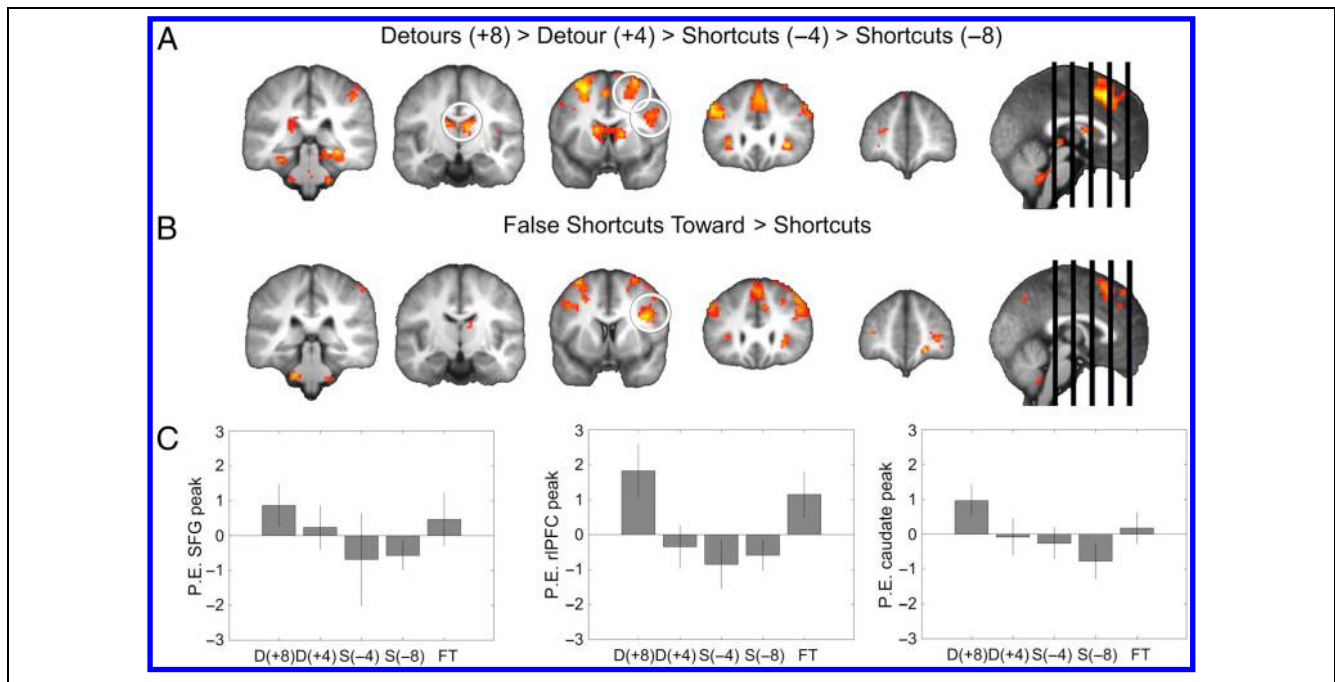 A
Detours (+8) > Detour (+4) > Shortcuts (−4) > Shortcuts (−8)
B
False Shortcuts Toward > Shortcuts
C
3
2
1
0
−1
−2
−3
P.E. SFG peak
D(+8) D(+4) S(−4) S(−8) FT
3
2
1
0
−1
−2
−3
P.E. rlPFC peak
D(+8) D(+4) S(−4) S(−8) FT
3
2
1
0
−1
−2
−3
P.E. caudate peak
D(+8) D(+4) S(−4) S(−8) FT